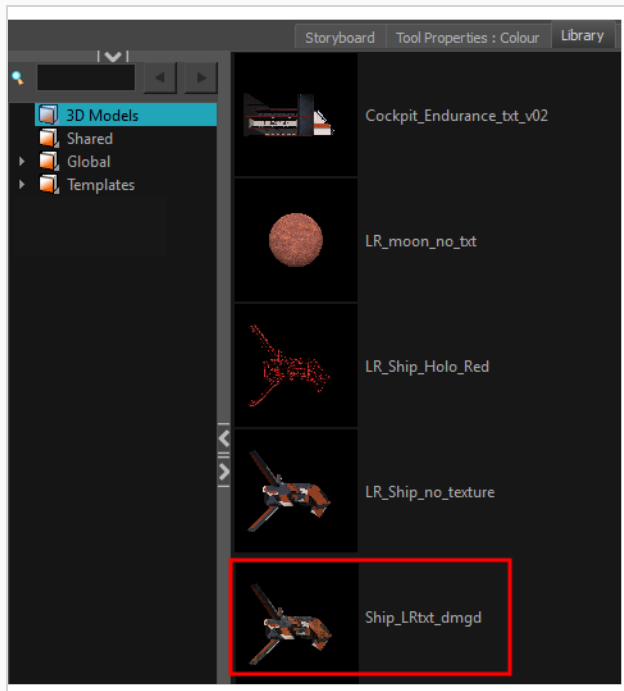 Storyboard Tool Properties : Colour Library
3D Models
Shared
Global
Templates
Cockpit_Endurance_txt_v02
LR_moon_no_txt
LR_Ship_Holo_Red
LR_Ship_no_texture
Ship_LRtxt_dmgd